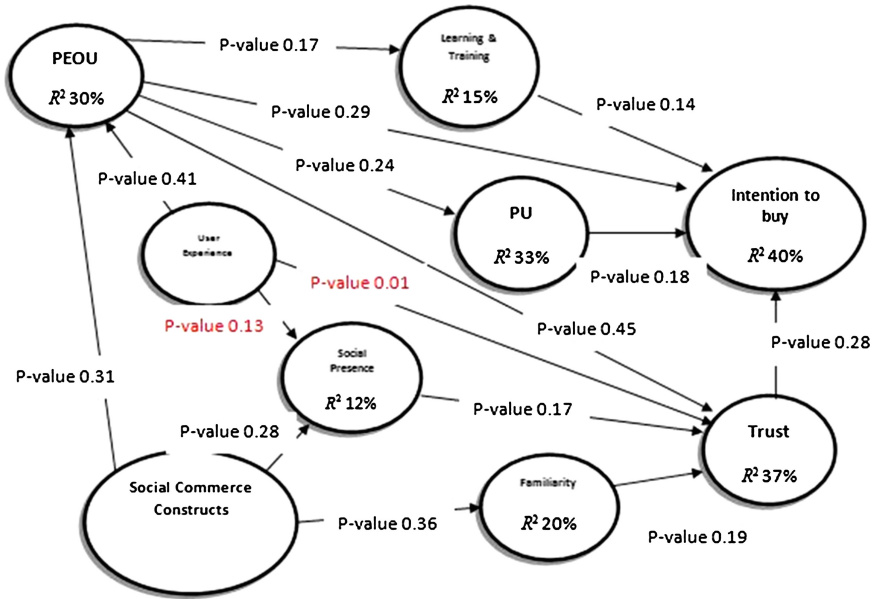 PEOU
R² 30%
P-value 0.17
Learning &
Training
R² 15%
P-value 0.14
P-value 0.29
P-value 0.24
P-value 0.41
PU
R² 33%
Intention to
buy
R² 40%
User
Experience
P-value 0.01
P-value 0.18
P-value 0.13
P-value 0.45
P-value 0.28
Social
Presence
R² 12%
P-value 0.31
P-value 0.17
P-value 0.28
Trust
R² 37%
Social Commerce
Constructs
Familiarity
R² 20%
P-value 0.36
P-value 0.19